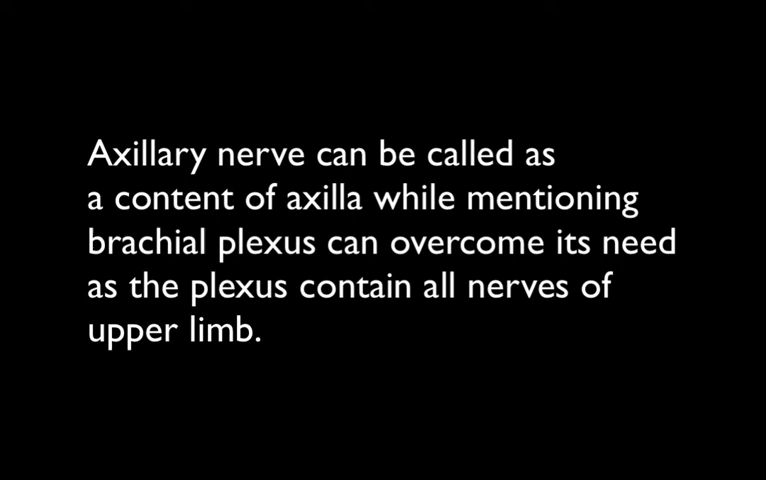 Axillary nerve can be called as
a content of axilla while mentioning
brachial plexus can overcome its need
as the plexus contain all nerves of
upper limb.